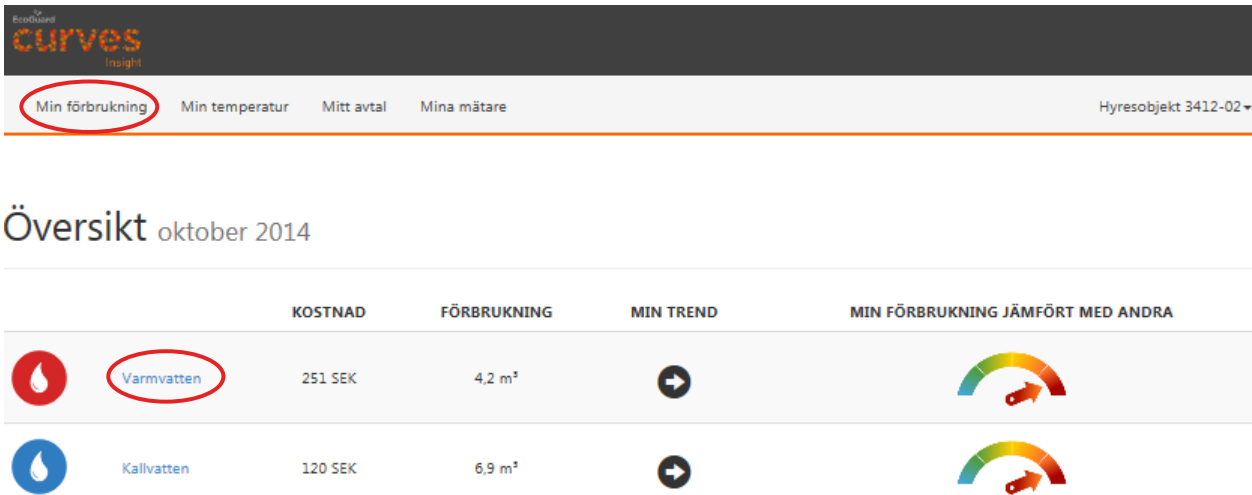 EcoGuard
curves
Insight
Min förbrukning Min temperatur Mitt avtal Mina mätare Hyresobjekt 3412-02
Översikt oktober 2014
KOSTNAD FÖRBRUKNING MIN TREND MIN FÖRBRUKNING JÄMFÖRT MED ANDRA
Varmvatten 251 SEK 4,2 m³
Kallvatten 120 SEK 6,9 m³